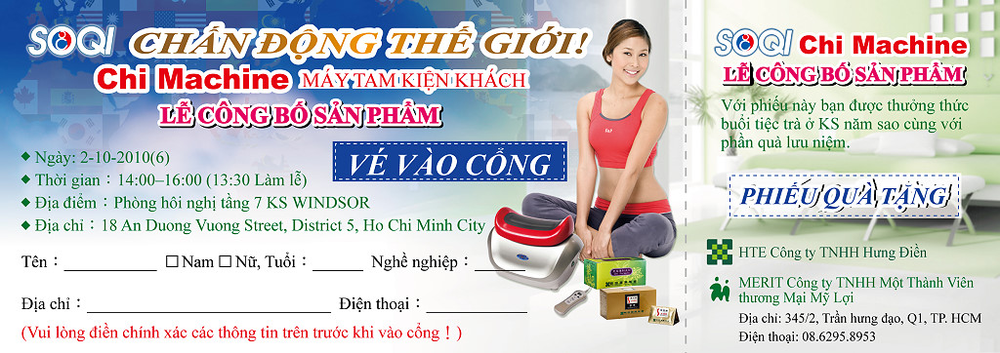 SOQI CHẤN ĐỘNG THẾ GIỚI!
Chi Machine MÁY TAM KIỆN KHÁCH
LỄ CÔNG BỐ SẢN PHẨM
VÉ VÀO CỔNG
◆ Ngày: 2-10-2010(6)
◆ Thời gian：14:00–16:00 (13:30 Làm lễ)
◆ Địa điểm：Phòng hôi nghị tầng 7 KS WINDSOR
◆ Địa chỉ：18 An Duong Vuong Street, District 5, Ho Chi Minh City
Tên：__________ □Nam □Nữ, Tuổi：______ Nghề nghiệp：___
Địa chỉ：__________________________ Điện thoại：___________
(Vui lòng điền chính xác các thông tin trên trước khi vào cổng！)
SOQI Chi Machine
LỄ CÔNG BỐ SẢN PHẨM
Với phiếu này bạn được thưởng thức
buổi tiệc trà ở KS năm sao cùng với
phần quà lưu niệm.
PHIẾU QUÀ TẶNG
HTE Công ty TNHH Hưng Điền
MERIT Công ty TNHH Một Thành Viên
thương Mại Mỹ Lợi
Địa chỉ: 345/2, Trần hưng đạo, Q1, TP. HCM
Điện thoại: 08.6295.8953